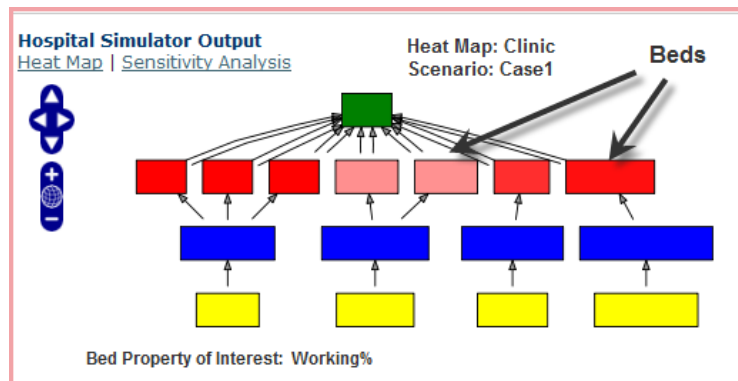 Hospital Simulator Output
Heat Map | Sensitivity Analysis
Heat Map: Clinic
Scenario: Case1
Beds
Bed Property of Interest: Working%